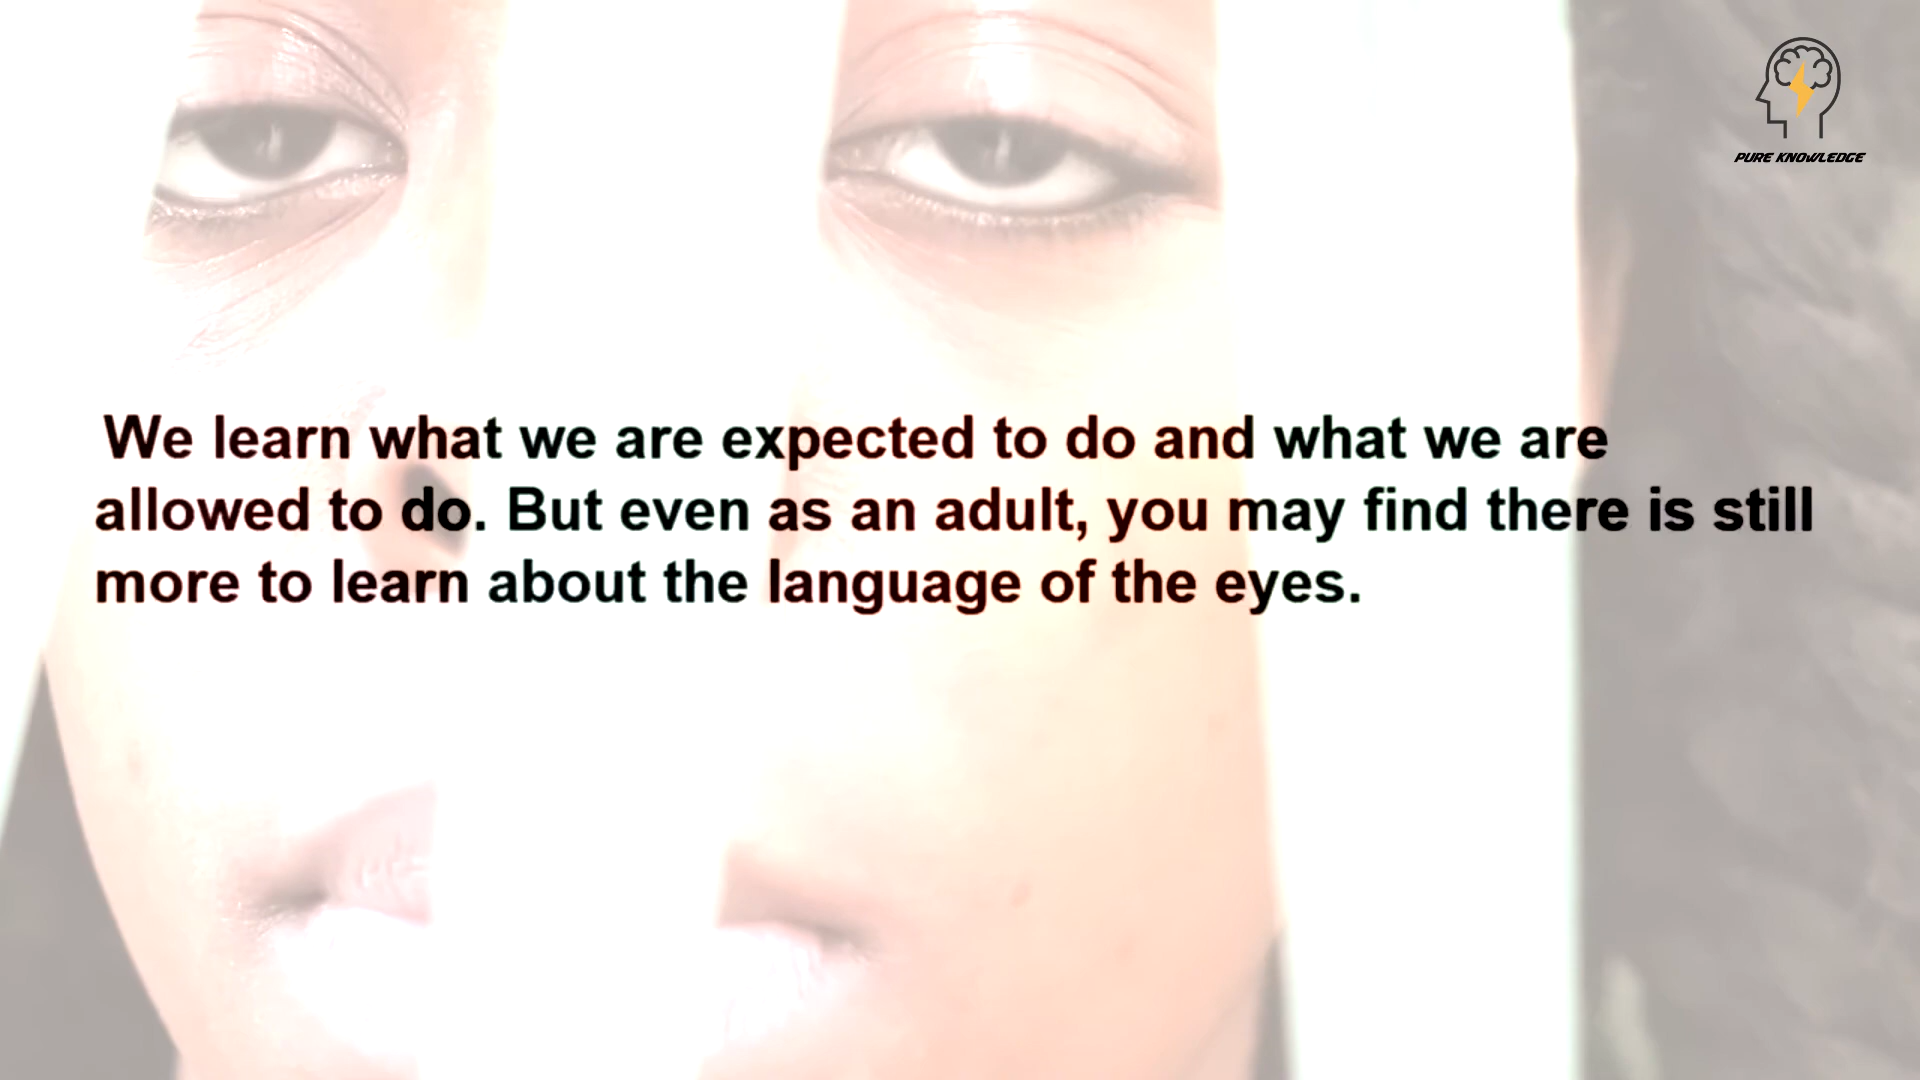 PURE KNOWLEDGE
We learn what we are expected to do and what we are
allowed to do. But even as an adult, you may find there is still
more to learn about the language of the eyes.